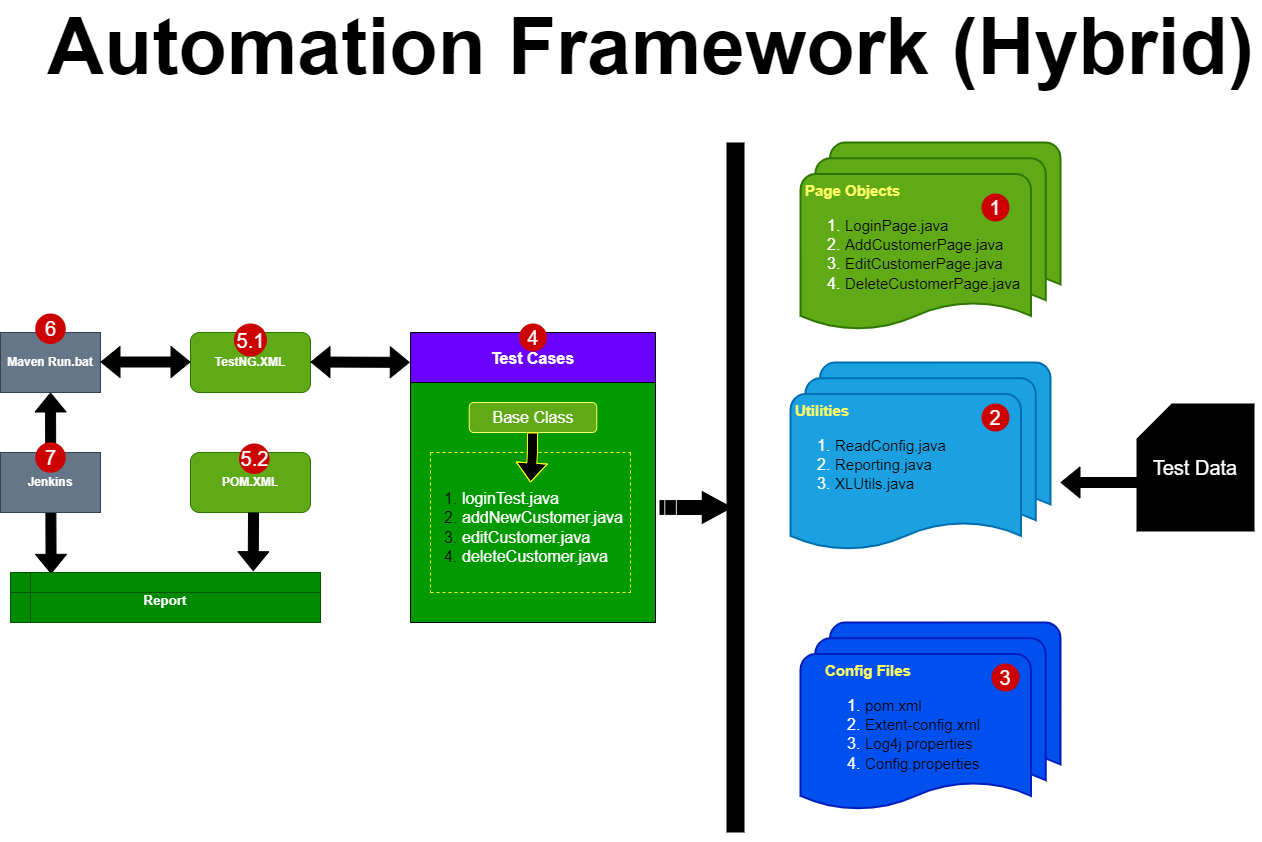 Automation Framework (Hybrid)
Page Objects
1
1. LoginPage.java
2. AddCustomerPage.java
3. EditCustomerPage.java
4. DeleteCustomerPage.java
6
Maven Run.bat
5.1
TestNG.XML
4
Test Cases
Base Class
1. loginTest.java
2. addNewCustomer.java
3. editCustomer.java
4. deleteCustomer.java
7
Jenkins
5.2
POM.XML
Report
Utilities
2
1. ReadConfig.java
2. Reporting.java
3. XLUtils.java
Test Data
Config Files
3
1. pom.xml
2. Extent-config.xml
3. Log4j.properties
4. Config.properties